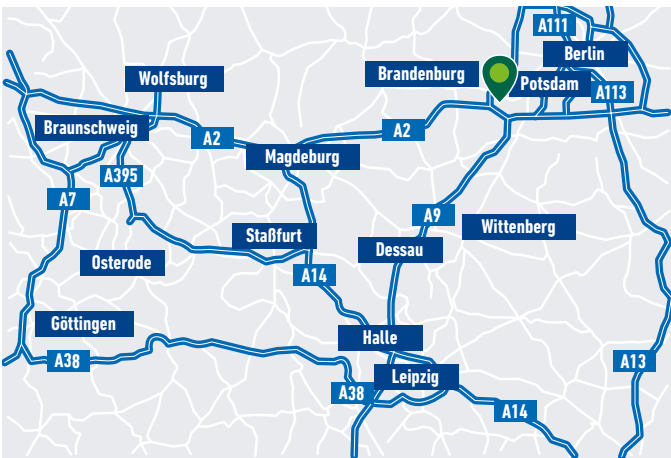 A111
Berlin
Brandenburg
Wolfsburg
Potsdam
A113
Braunschweig
A2
A2
Magdeburg
A395
A7
A9
Wittenberg
Staßfurt
Dessau
Osterode
A14
Göttingen
Halle
A38
A13
Leipzig
A38
A14